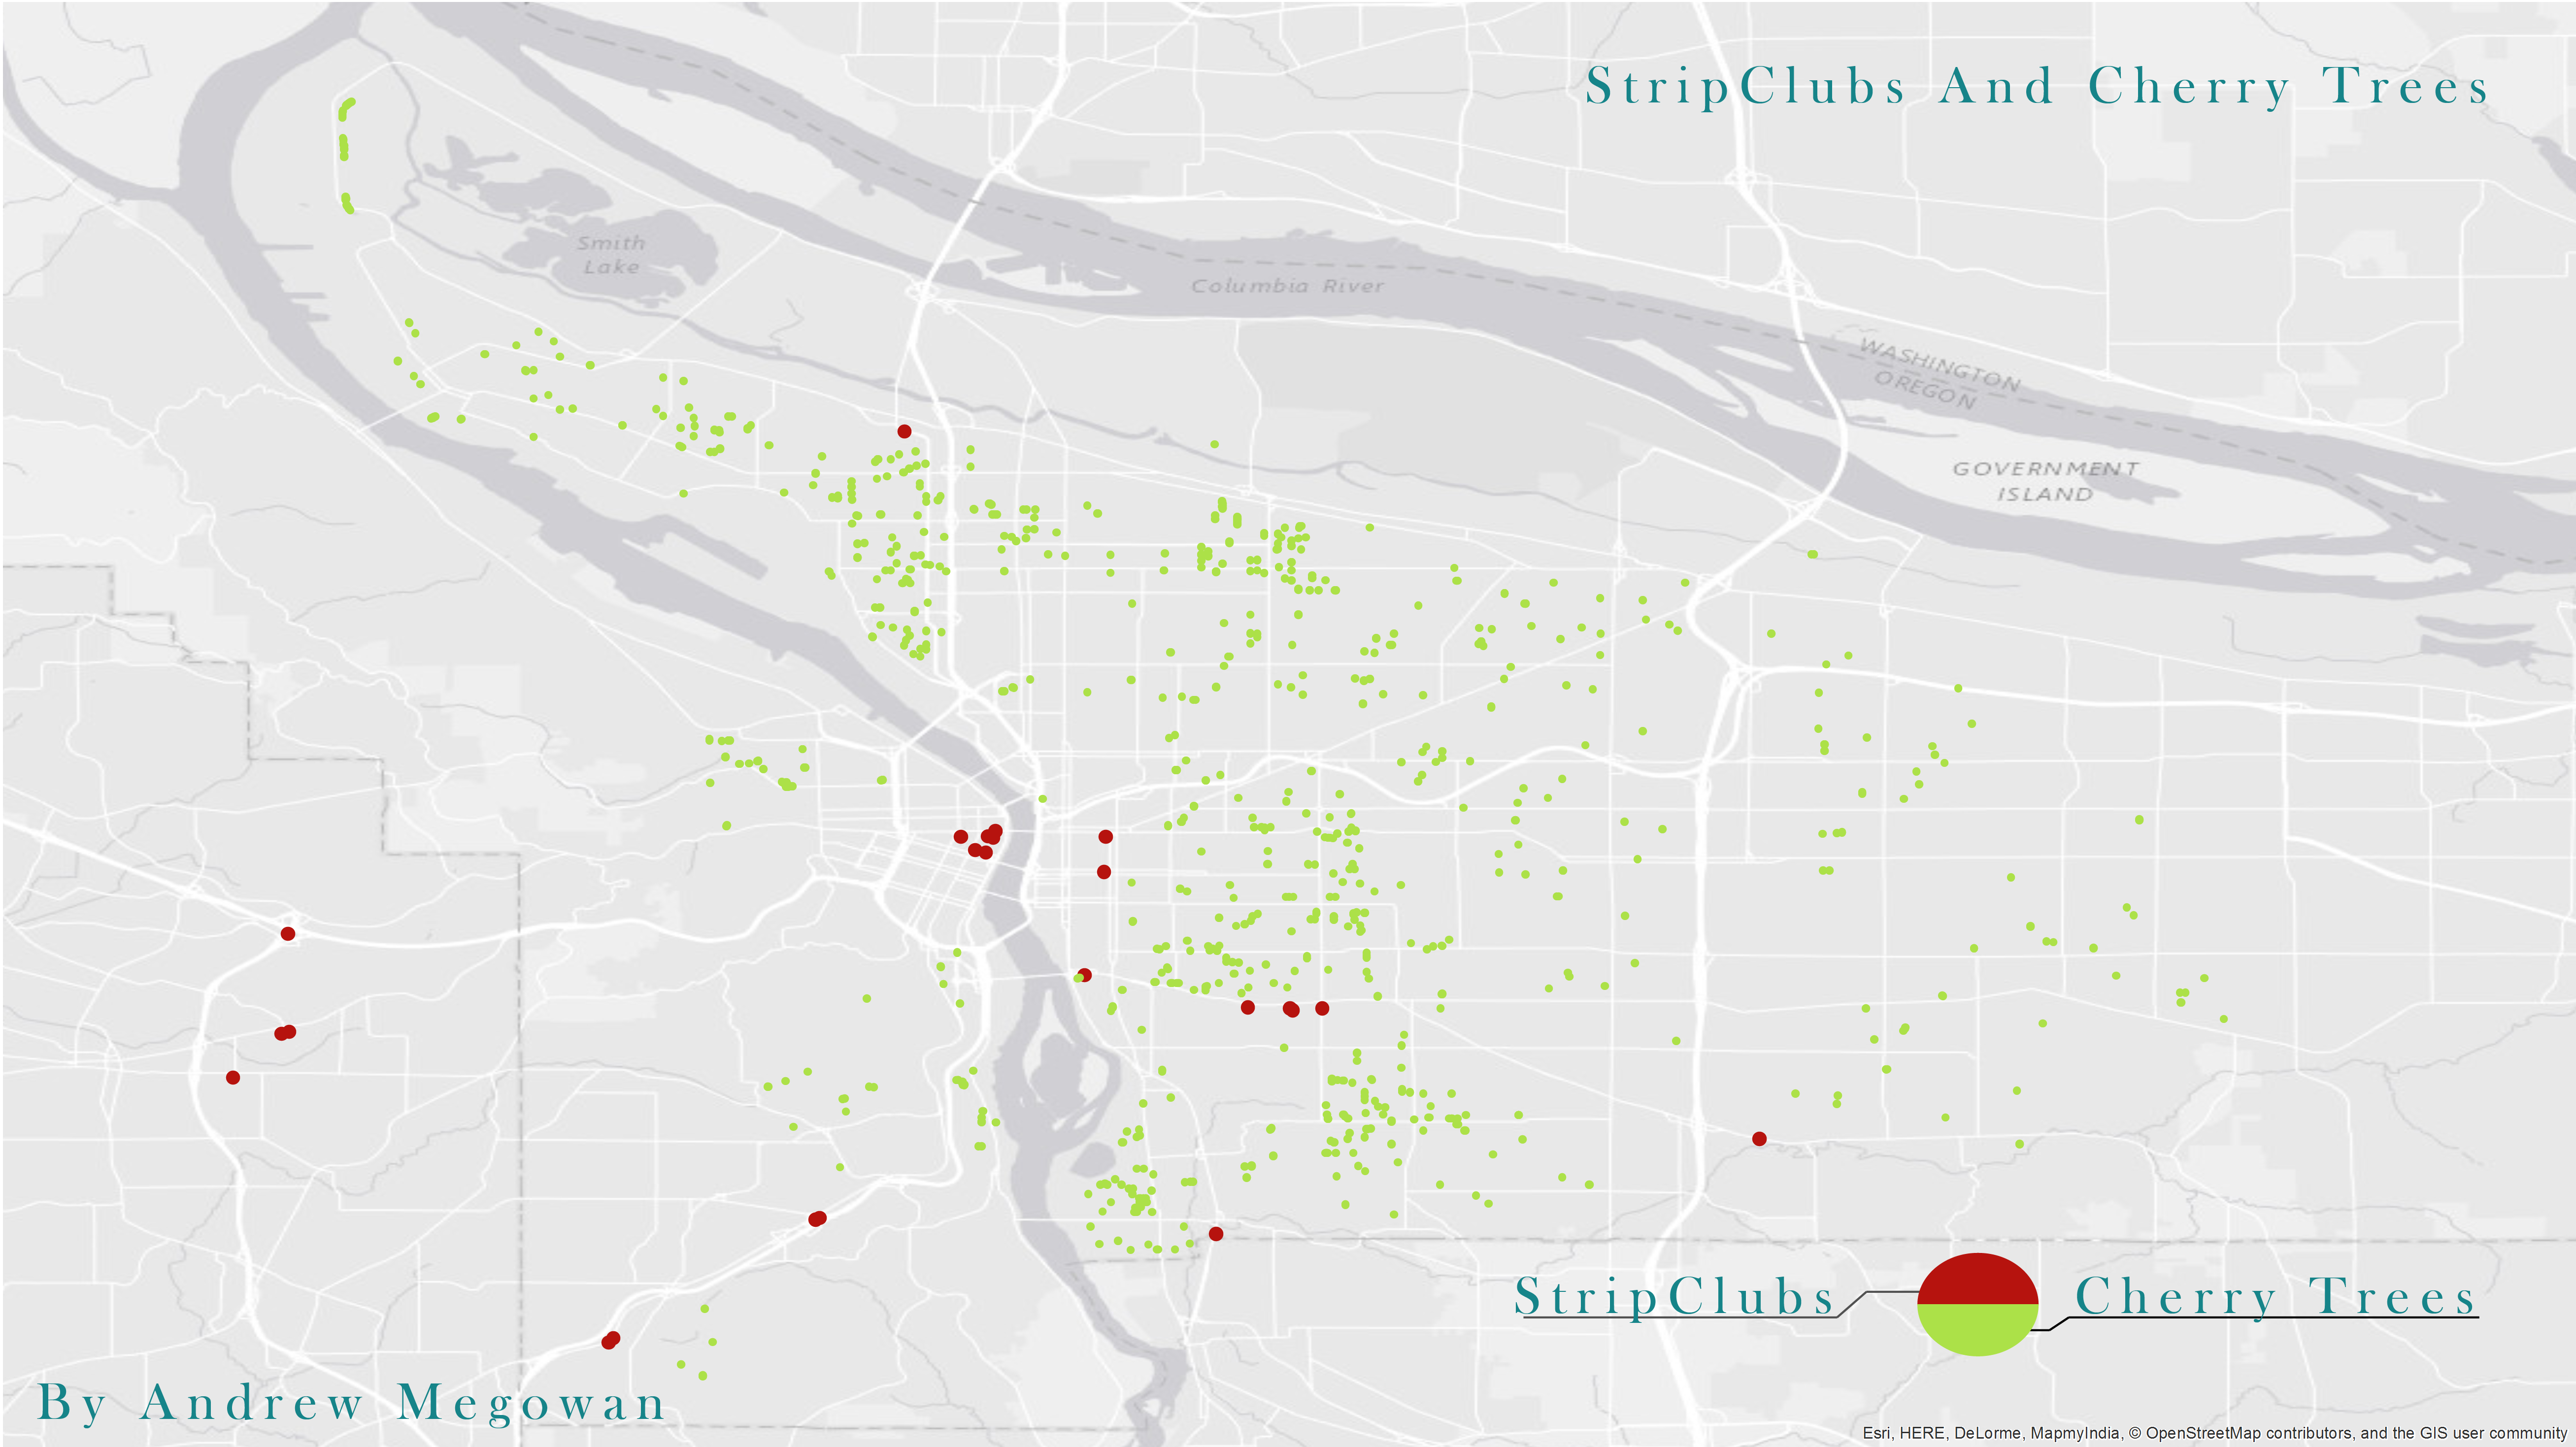 StripClubs And Cherry Trees
Smith
Lake
Columbia River
WASHINGTON
OREGON
GOVERNMENT
ISLAND
StripClubs
Cherry Trees
By Andrew Megowan
Esri, HERE, DeLorme, MapmyIndia, © OpenStreetMap contributors, and the GIS user community